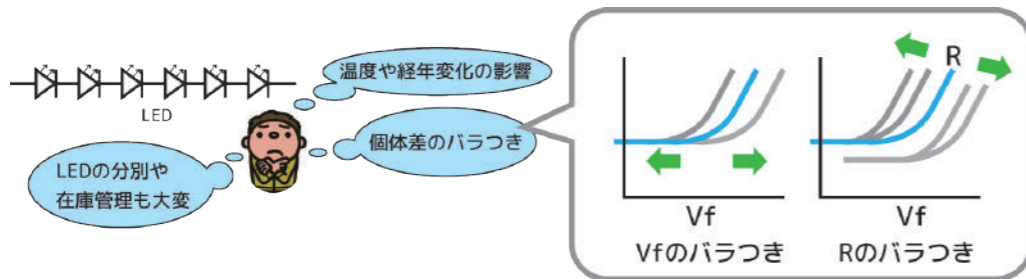 LED
温度や経年変化の影響
個体差のバラつき
LEDの分別や
在庫管理も大変
Vf
Vfのバラつき
R
Vf
Rのバラつき